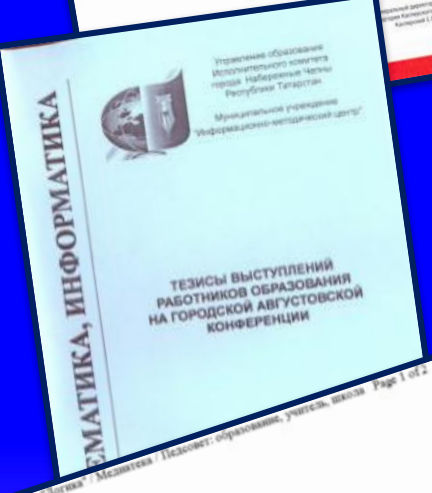 Управление образования
Исполнительного комитета
города Набережные Челны
Республики Татарстан
Муниципальное учреждение
"Информационно-методический центр"
ЕМАТИКА, ИНФОРМАТИКА
ТЕЗИСЫ ВЫСТУПЛЕНИЙ
РАБОТНИКОВ ОБРАЗОВАНИЯ
НА ГОРОДСКОЙ АВГУСТОВСКОЙ
КОНФЕРЕНЦИИ
/ Медиатека / Педсовет: образование, учитель, школа Page 1 of 2